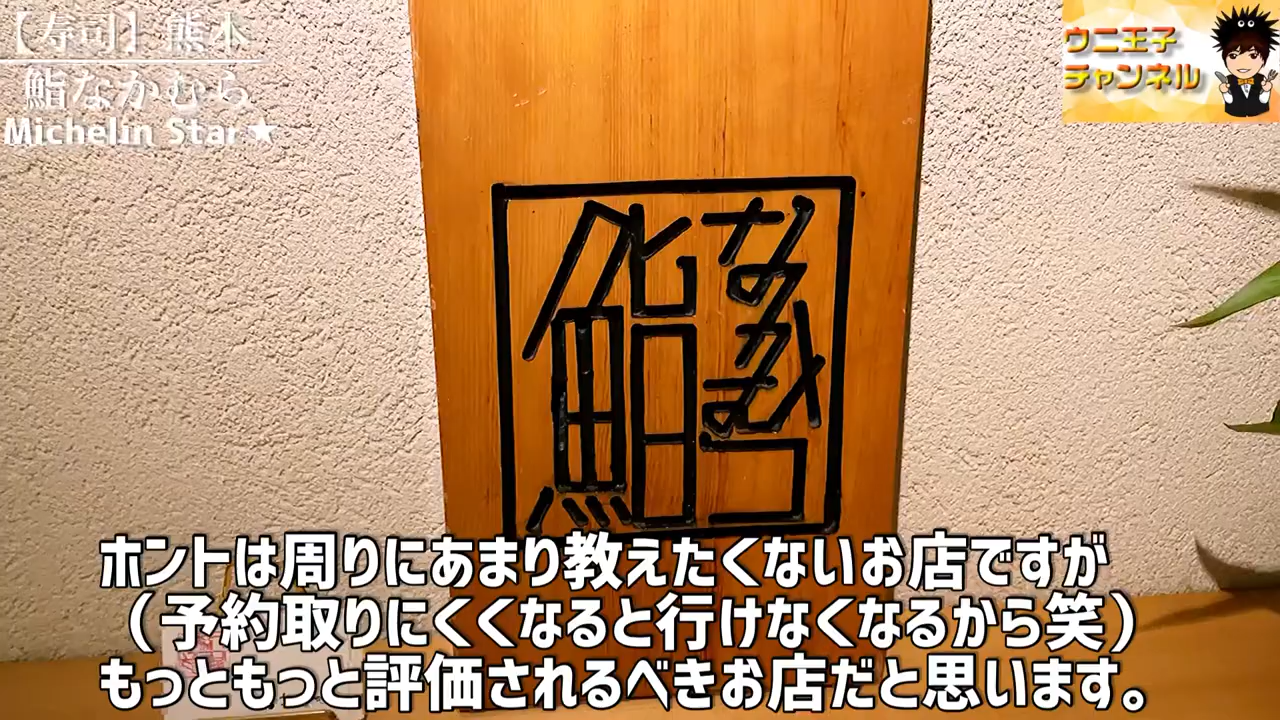 【寿司】熊本
鮨なかむら
Michelin Star★
ウニ王子
チャンネル
なかむら
鮨
ホントは周りにあまり教えたくないお店ですが
（予約取りにくくなると行けなくなるから笑）
もっともっと評価されるべきお店だと思います。